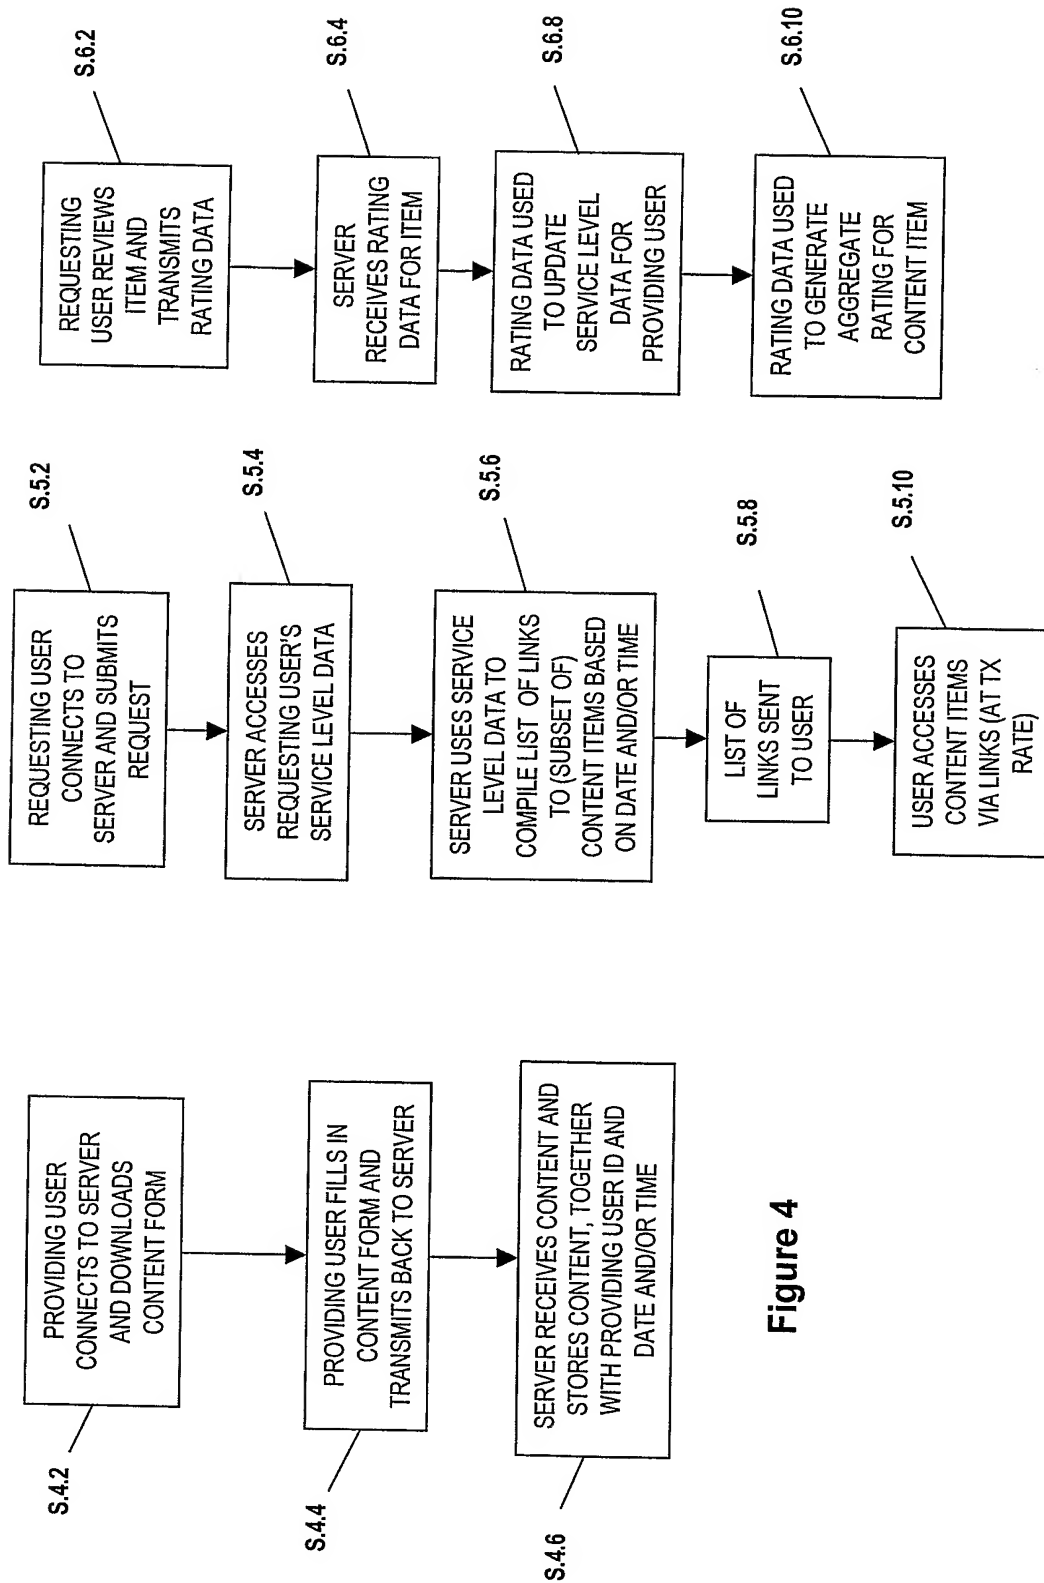 PROVIDING USER
CONNECTS TO SERVER
AND DOWNLOADS
CONTENT FORM
S.4.2
PROVIDING USER FILLS IN
CONTENT FORM AND
TRANSMITS BACK TO SERVER
S.4.4
SERVER RECEIVES CONTENT AND
STORES CONTENT, TOGETHER
WITH PROVIDING USER ID AND
DATE AND/OR TIME
S.4.6
Figure 4
REQUESTING USER
CONNECTS TO
SERVER AND SUBMITS
REQUEST
S.5.2
SERVER ACCESSES
REQUESTING USER'S
SERVICE LEVEL DATA
S.5.4
SERVER USES SERVICE
LEVEL DATA TO
COMPILE LIST OF LINKS
TO (SUBSET OF)
CONTENT ITEMS BASED
ON DATE AND/OR TIME
S.5.6
LIST OF
LINKS SENT
TO USER
S.5.8
USER ACCESSES
CONTENT ITEMS
VIA LINKS (AT TX
RATE)
S.5.10
REQUESTING
USER REVIEWS
ITEM AND
TRANSMITS
RATING DATA
S.6.2
SERVER
RECEIVES RATING
DATA FOR ITEM
S.6.4
RATING DATA USED
TO UPDATE
SERVICE LEVEL
DATA FOR
PROVIDING USER
S.6.8
RATING DATA USED
TO GENERATE
AGGREGATE
RATING FOR
CONTENT ITEM
S.6.10